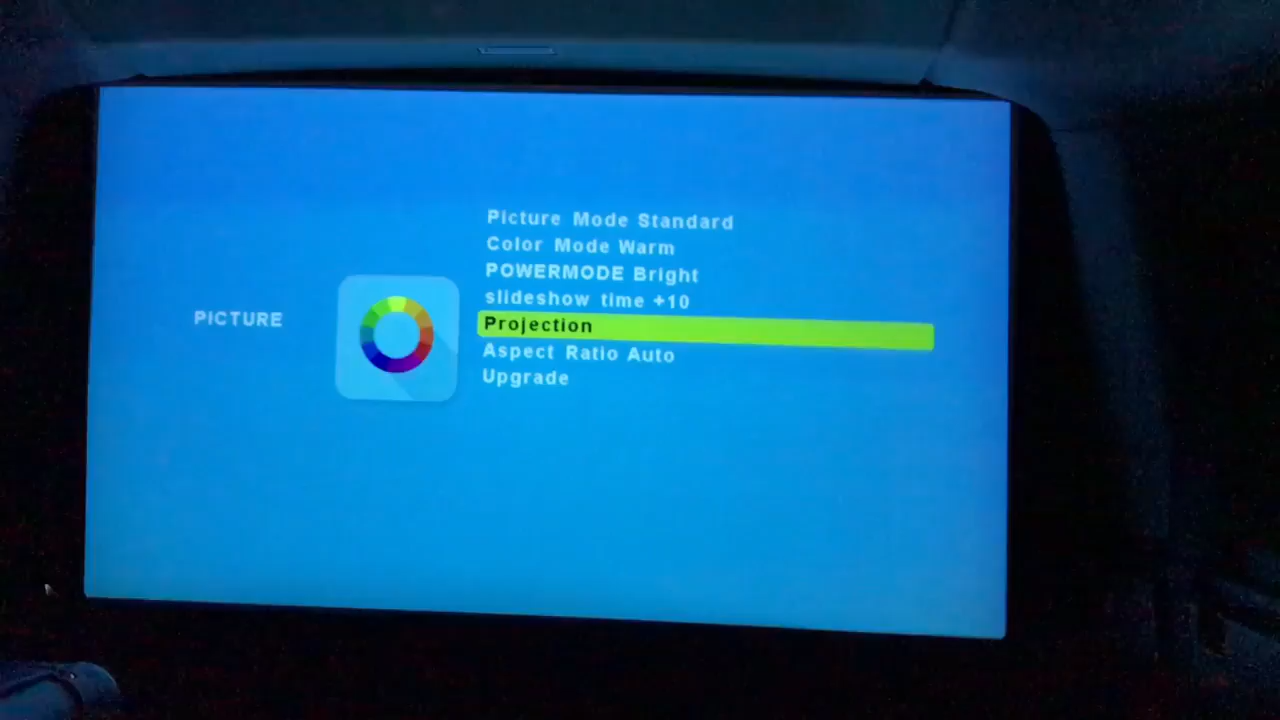 PICTURE
Picture Mode Standard
Color Mode Warm
POWERMODE Bright
slideshow time +10
Projection
Aspect Ratio Auto
Upgrade